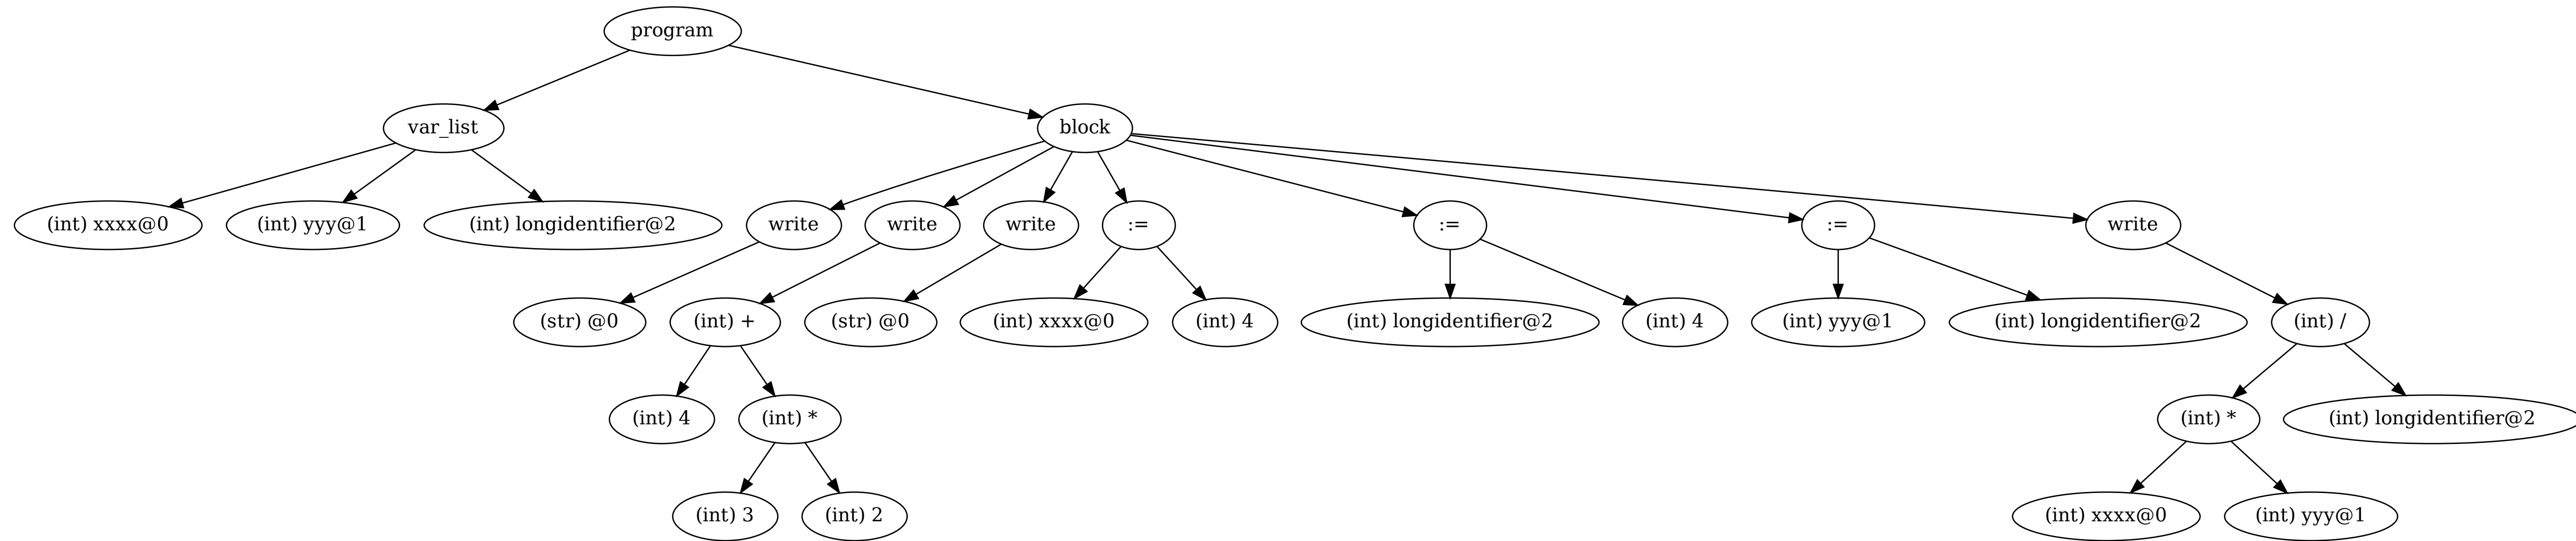 program
var_list
block
(int) xxxx@0
(int) yyy@1
(int) longidentifier@2
write
write
write
:=
:=
:=
write
(str) @0
(int) +
(str) @0
(int) xxxx@0
(int) 4
(int) longidentifier@2
(int) 4
(int) yyy@1
(int) longidentifier@2
(int) /
(int) 4
(int) *
(int) *
(int) longidentifier@2
(int) 3
(int) 2
(int) xxxx@0
(int) yyy@1